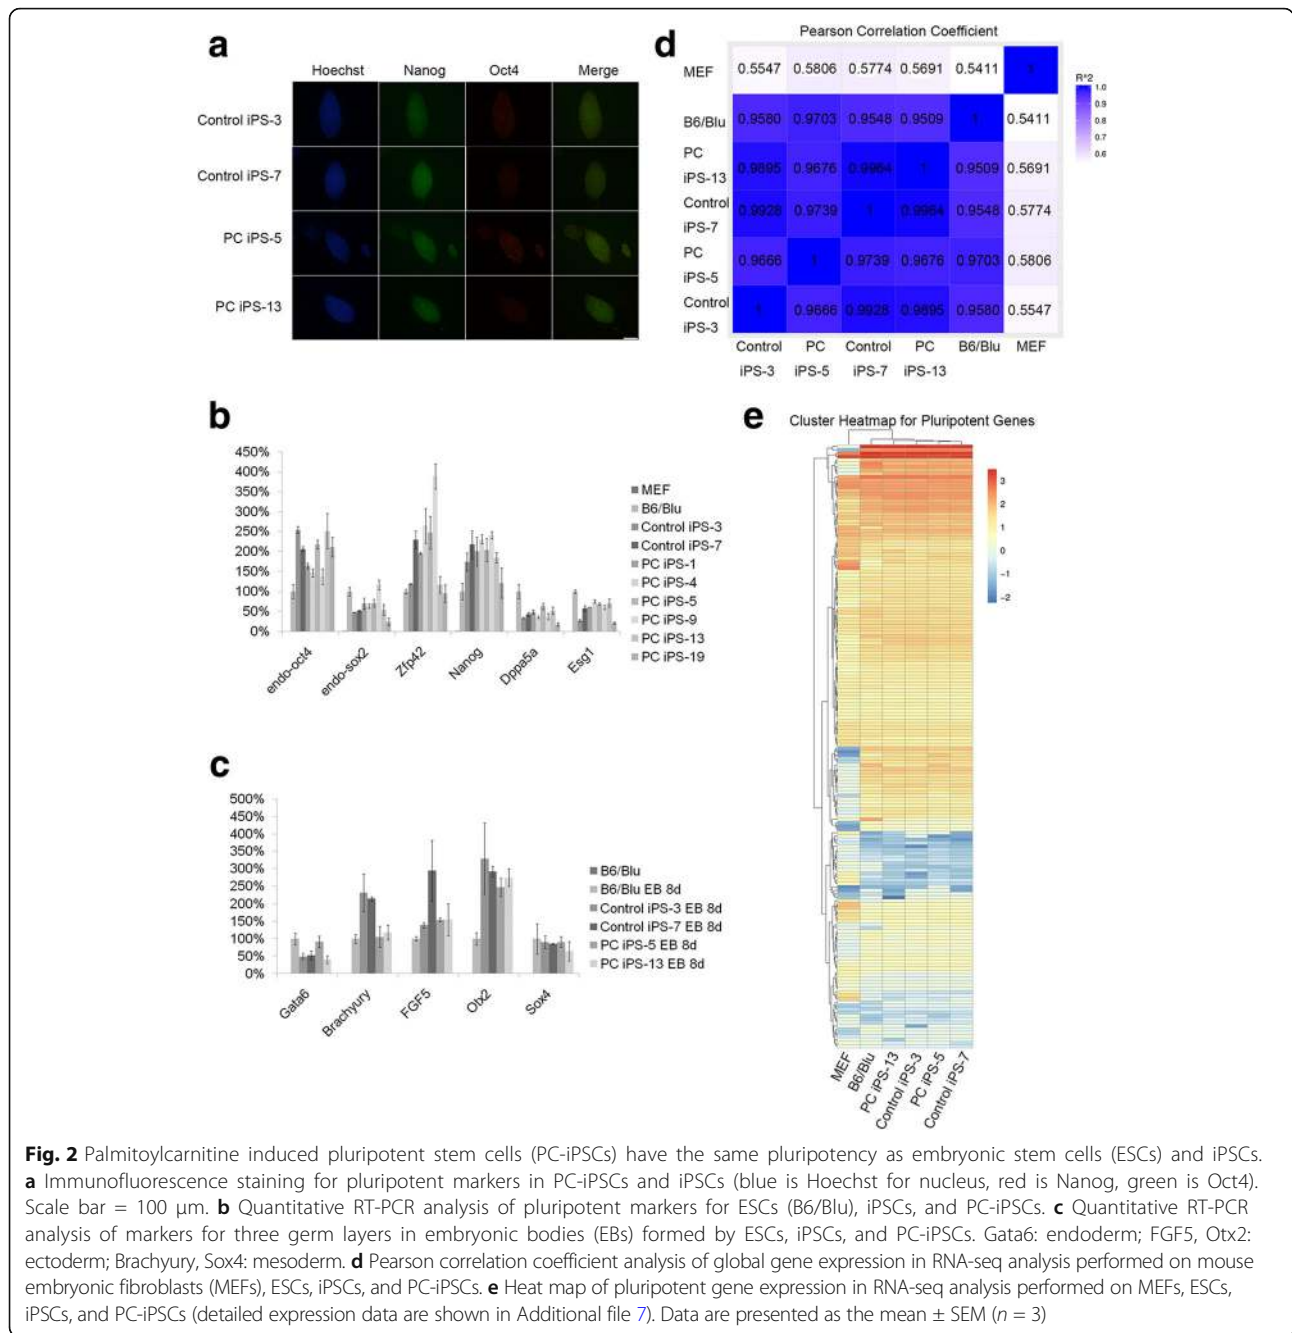 a
Hoechst Nanog Oct4 Merge
Control iPS-3
Control iPS-7
PC iPS-5
PC iPS-13
d
Pearson Correlation Coefficient
MEF 0.5547 0.5806 0.5774 0.5691 0.5411 1
B6/Blu 0.9580 0.9703 0.9548 0.9509 1 0.5411
PC iPS-13 0.9895 0.9676 0.9964 1 0.9509 0.5691
Control iPS-7 0.9928 0.9739 1 0.9964 0.9548 0.5774
PC iPS-5 0.9666 1 0.9739 0.9676 0.9703 0.5806
Control iPS-3 1 0.9666 0.9928 0.9895 0.9580 0.5547
Control PC Control PC B6/Blu MEF
iPS-3 iPS-5 iPS-7 iPS-13
R^2
1.0
0.9
0.8
0.7
0.6
b
450%
400%
350%
300%
250%
200%
150%
100%
50%
0%
endo-oct4
endo-sox2
Zfp42
Nanog
Dppa5a
Esg1
MEF
B6/Blu
Control iPS-3
Control iPS-7
PC iPS-1
PC iPS-4
PC iPS-5
PC iPS-9
PC iPS-13
PC iPS-19
c
500%
450%
400%
350%
300%
250%
200%
150%
100%
50%
0%
Gata6
Brachyury
FGF5
Otx2
Sox4
B6/Blu
B6/Blu EB 8d
Control iPS-3 EB 8d
Control iPS-7 EB 8d
PC iPS-5 EB 8d
PC iPS-13 EB 8d
e
Cluster Heatmap for Pluripotent Genes
3
2
1
0
−1
−2
MEF
B6/Blu
PC iPS-13
Control iPS-3
PC iPS-5
Control iPS-7
Fig. 2 Palmitoylcarnitine induced pluripotent stem cells (PC-iPSCs) have the same pluripotency as embryonic stem cells (ESCs) and iPSCs.
a Immunofluorescence staining for pluripotent markers in PC-iPSCs and iPSCs (blue is Hoechst for nucleus, red is Nanog, green is Oct4).
Scale bar = 100 μm. b Quantitative RT-PCR analysis of pluripotent markers for ESCs (B6/Blu), iPSCs, and PC-iPSCs. c Quantitative RT-PCR
analysis of markers for three germ layers in embryonic bodies (EBs) formed by ESCs, iPSCs, and PC-iPSCs. Gata6: endoderm; FGF5, Otx2:
ectoderm; Brachyury, Sox4: mesoderm. d Pearson correlation coefficient analysis of global gene expression in RNA-seq analysis performed on mouse
embryonic fibroblasts (MEFs), ESCs, iPSCs, and PC-iPSCs. e Heat map of pluripotent gene expression in RNA-seq analysis performed on MEFs, ESCs,
iPSCs, and PC-iPSCs (detailed expression data are shown in Additional file 7). Data are presented as the mean ± SEM (n = 3)